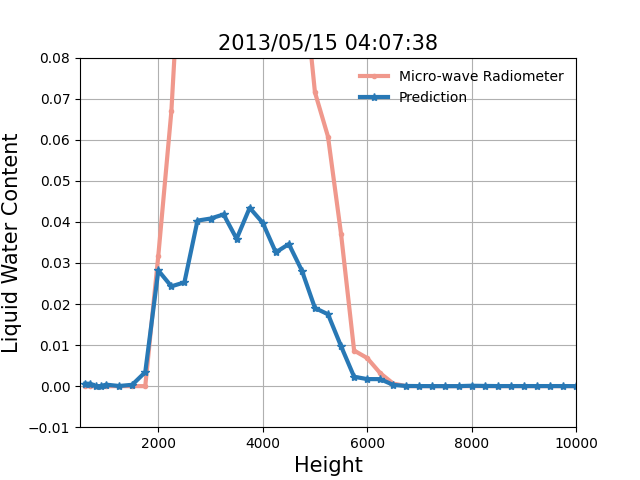 2013/05/15 04:07:38
Liquid Water Content
0.08
0.07
0.06
0.05
0.04
0.03
0.02
0.01
0.00
−0.01
Micro-wave Radiometer
Prediction
2000 4000 6000 8000 10000
Height